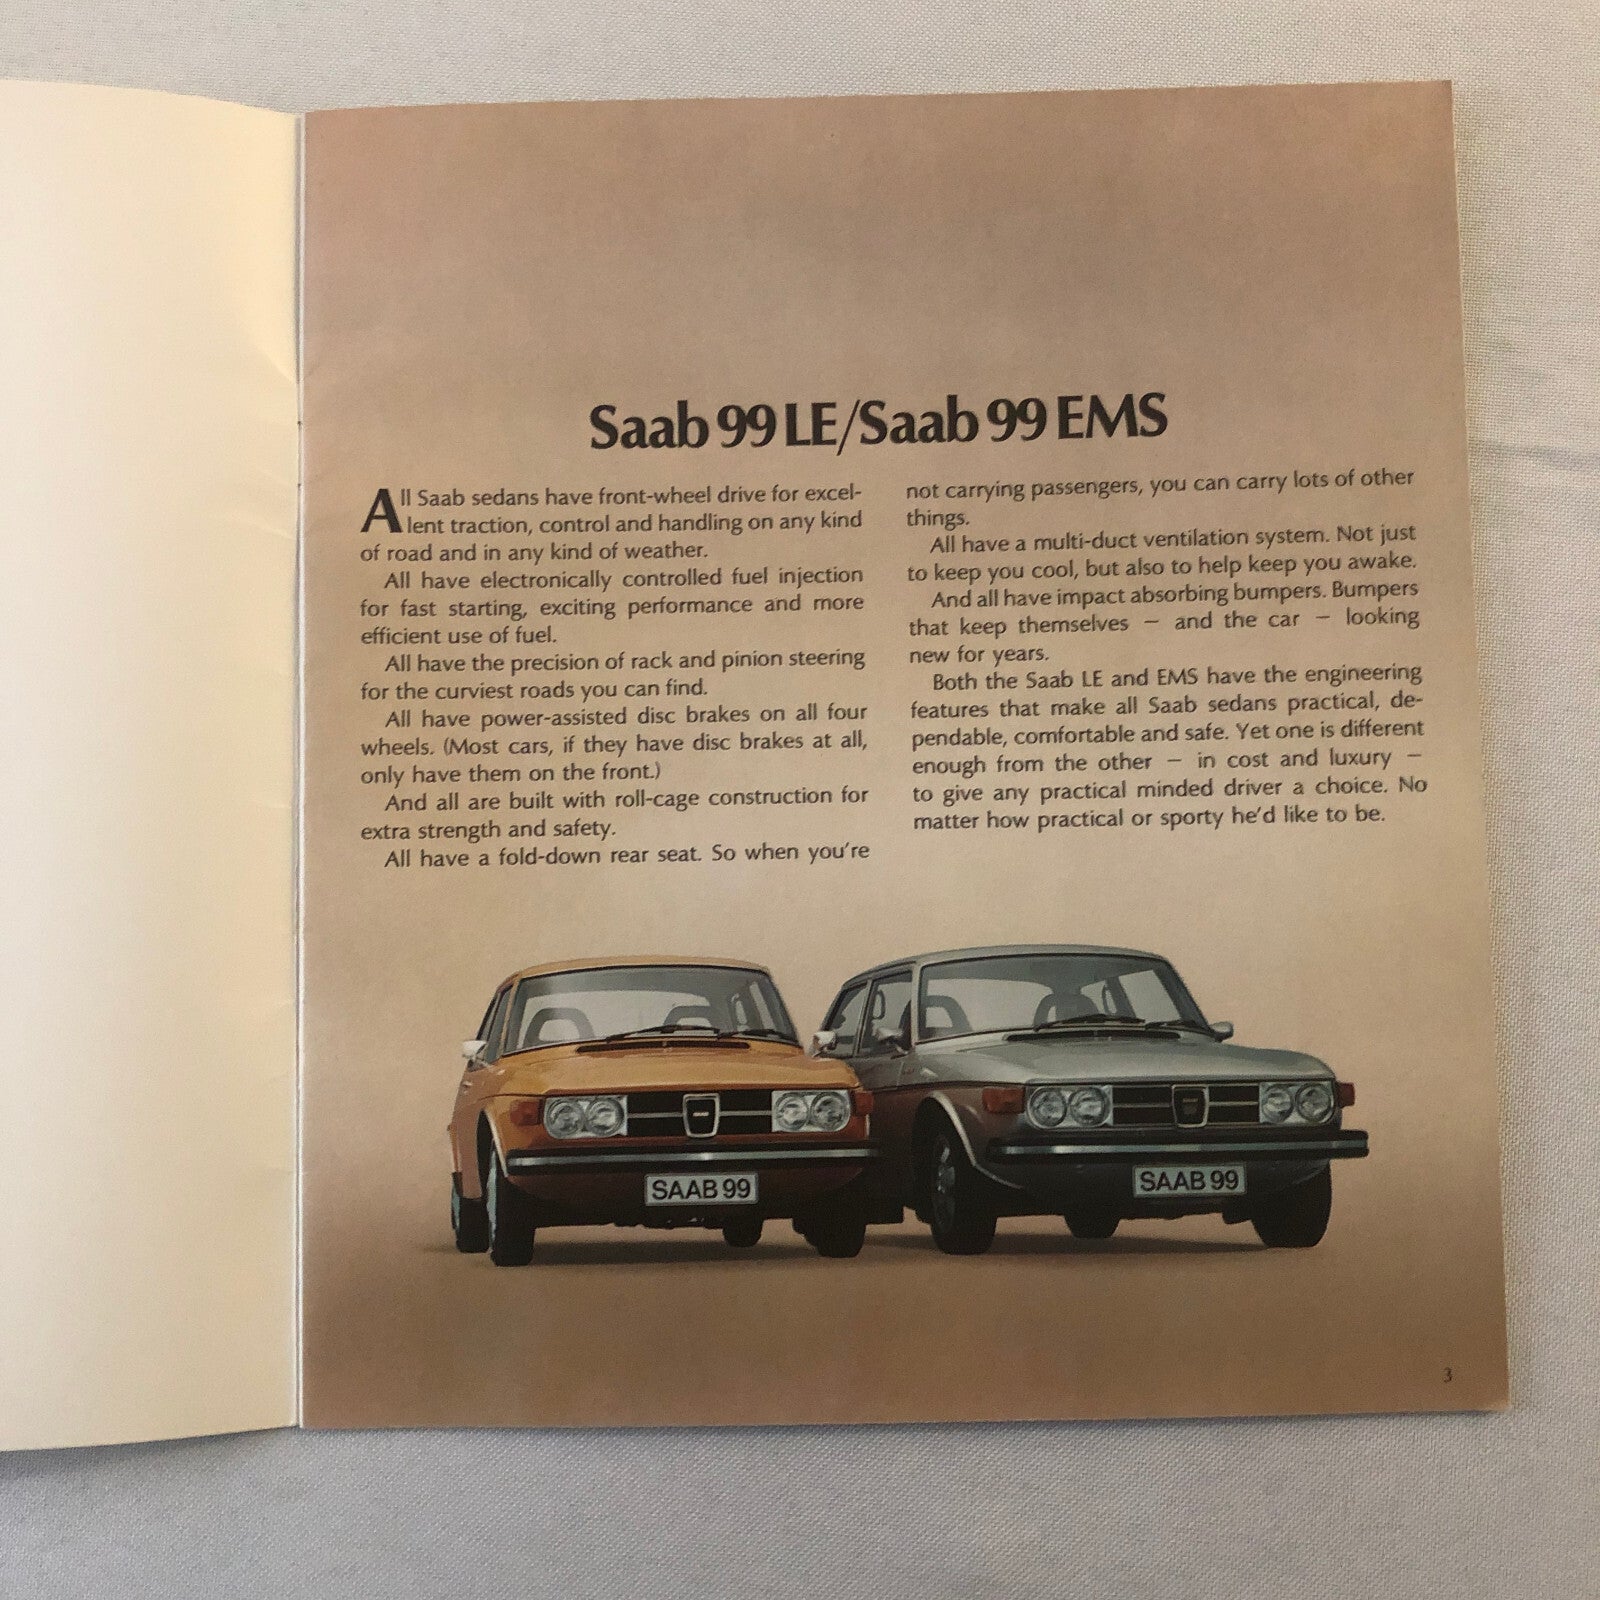 Saab 99 LE/Saab 99 EMS
All Saab sedans have front-wheel drive for excel-
lent traction, control and handling on any kind
of road and in any kind of weather.
All have electronically controlled fuel injection
for fast starting, exciting performance and more
efficient use of fuel.
All have the precision of rack and pinion steering
for the curviest roads you can find.
All have power-assisted disc brakes on all four
wheels. (Most cars, if they have disc brakes at all,
only have them on the front.)
And all are built with roll-cage construction for
extra strength and safety.
All have a fold-down rear seat. So when you're
not carrying passengers, you can carry lots of other
things.
All have a multi-duct ventilation system. Not just
to keep you cool, but also to help keep you awake.
And all have impact absorbing bumpers. Bumpers
that keep themselves — and the car — looking
new for years.
Both the Saab LE and EMS have the engineering
features that make all Saab sedans practical, de-
pendable, comfortable and safe. Yet one is different
enough from the other — in cost and luxury —
to give any practical minded driver a choice. No
matter how practical or sporty he'd like to be.
SAAB 99
SAAB 99
3